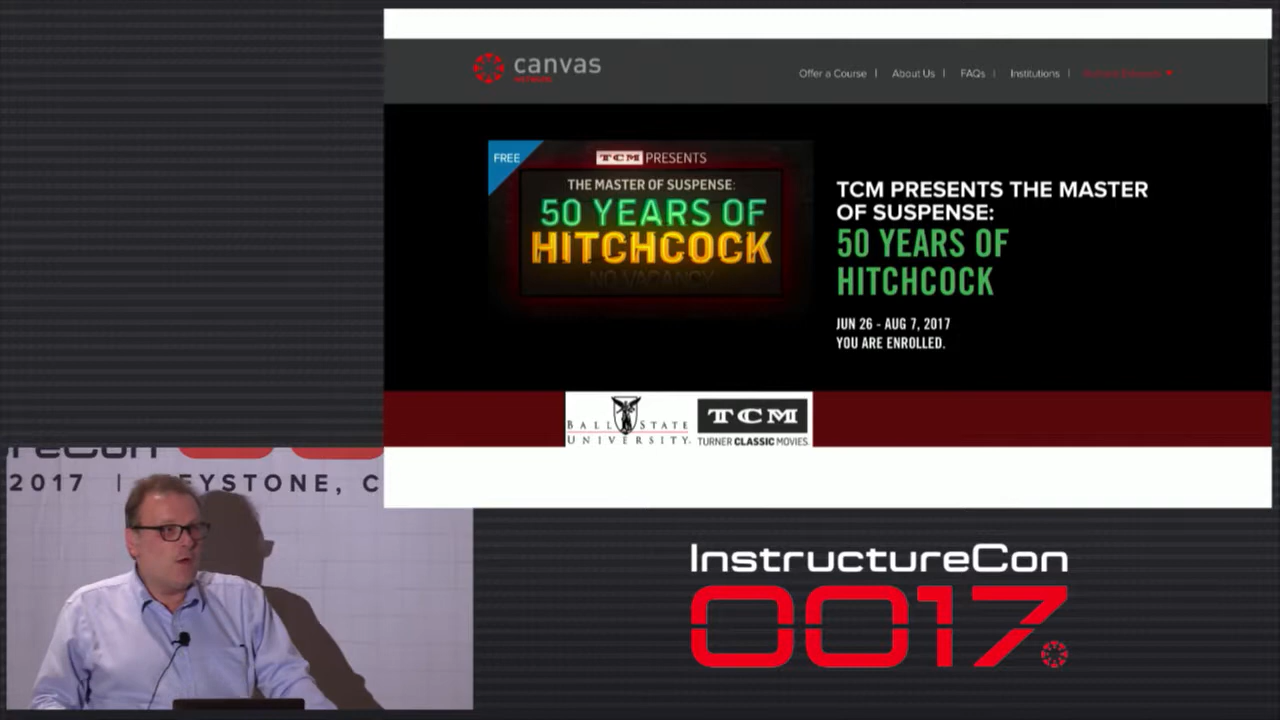 canvas
Offer a Course | About Us | FAQs | Institutions |
FREE
TCM PRESENTS
THE MASTER OF SUSPENSE:
50 YEARS OF
HITCHCOCK
NO VACANCY
TCM PRESENTS THE MASTER
OF SUSPENSE:
50 YEARS OF
HITCHCOCK
JUN 26 - AUG 7, 2017
YOU ARE ENROLLED.
BALL STATE
UNIVERSITY.
TCM
TURNER CLASSIC MOVIES
2017 | EYSTONE, C
InstructureCon
0017